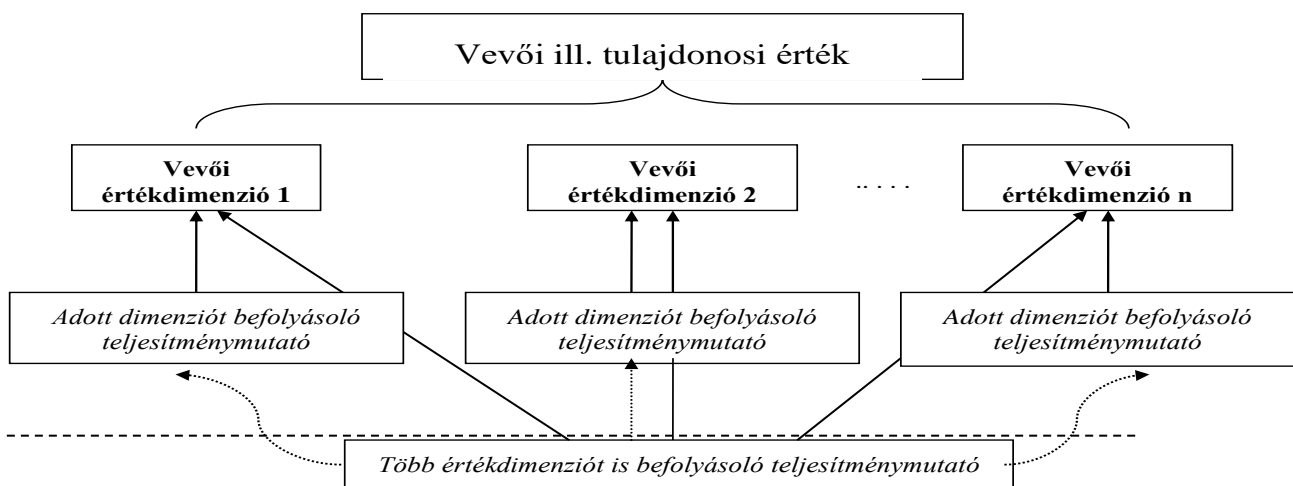 Vevői ill. tulajdonosi érték
Vevői
értékdimenzió 1
Vevői
értékdimenzió 2
.. . . .
Vevői
értékdimenzió n
Adott dimenziót befolyásoló
teljesítménymutató
Adott dimenziót befolyásoló
teljesítménymutató
Adott dimenziót befolyásoló
teljesítménymutató
Több értékdimenziót is befolyásoló teljesítménymutató